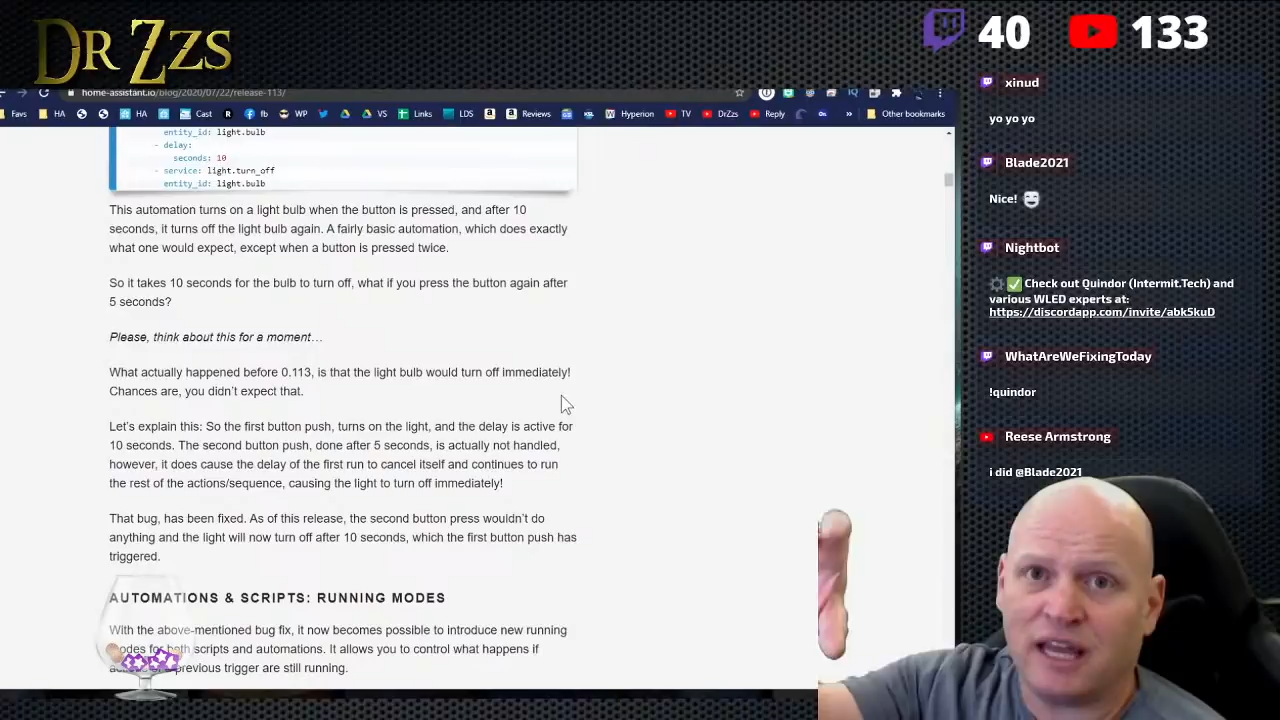 DR ZZS
40
133
home-assistant.io/blog/2020/07/22/release-113/
Favs
HA
HA
Cast
fb
WP
VS
Links
LDS
Reviews
Hyperion
TV
DrZzs
Reply
Other bookmarks
entity_id: light.bulb
- delay:
seconds: 10
- service: light.turn_off
entity_id: light.bulb
This automation turns on a light bulb when the button is pressed, and after 10
seconds, it turns off the light bulb again. A fairly basic automation, which does exactly
what one would expect, except when a button is pressed twice.
So it takes 10 seconds for the bulb to turn off, what if you press the button again after
5 seconds?
Please, think about this for a moment…
What actually happened before 0.113, is that the light bulb would turn off immediately!
Chances are, you didn't expect that.
Let's explain this: So the first button push, turns on the light, and the delay is active for
10 seconds. The second button push, done after 5 seconds, is actually not handled,
however, it does cause the delay of the first run to cancel itself and continues to run
the rest of the actions/sequence, causing the light to turn off immediately!
That bug, has been fixed. As of this release, the second button press wouldn't do
anything and the light will now turn off after 10 seconds, which the first button push has
triggered.
AUTOMATIONS & SCRIPTS: RUNNING MODES
With the above-mentioned bug fix, it now becomes possible to introduce new running
modes for both scripts and automations. It allows you to control what happens if
previous trigger are still running.
xinud
yo yo yo
Blade2021
Nice!
Nightbot
Check out Quindor (Intermit.Tech) and
various WLED experts at:
https://discordapp.com/invite/abk5kuD
WhatAreWeFixingToday
!quindor
Reese Armstrong
i did @Blade2021